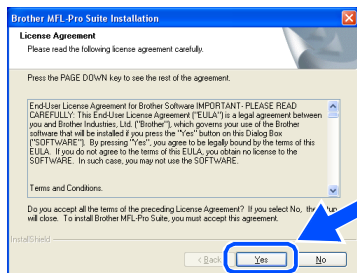 Brother MFL-Pro Suite Installation
License Agreement
Please read the following license agreement carefully.
Press the PAGE DOWN key to see the rest of the agreement.
End-User License Agreement for Brother Software IMPORTANT- PLEASE READ
CAREFULLY: This End-User License Agreement ("EULA") is a legal agreement between
you and Brother Industries, Ltd. ("Brother"), which governs your use of the Brother
software that will be installed if you press the "Yes" button on this Dialog Box
("SOFTWARE"). By pressing "Yes", you agree to be legally bound by the terms of this
EULA. If you do not agree to the terms of this EULA, you obtain no license to the
SOFTWARE. In such case, you may not use the SOFTWARE.
Terms and Conditions.
Do you accept all the terms of the preceding License Agreement? If you select No, the
will close. To install Brother MFL-Pro Suite, you must accept this agreement.
InstallShield
< Back
Yes
No